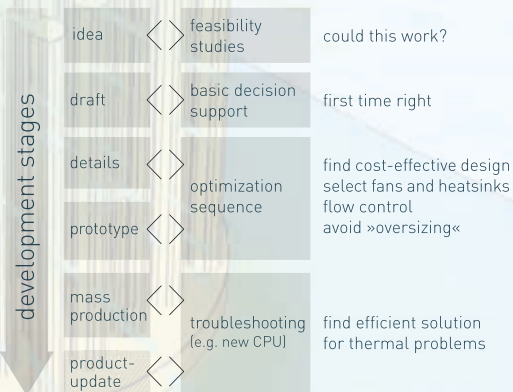 development stages
idea
feasibility
studies
could this work?
draft
basic decision
support
first time right
details
prototype
optimization
sequence
find cost-effective design
select fans and heatsinks
flow control
avoid »oversizing«
mass
production
product-
update
troubleshooting
(e.g. new CPU)
find efficient solution
for thermal problems